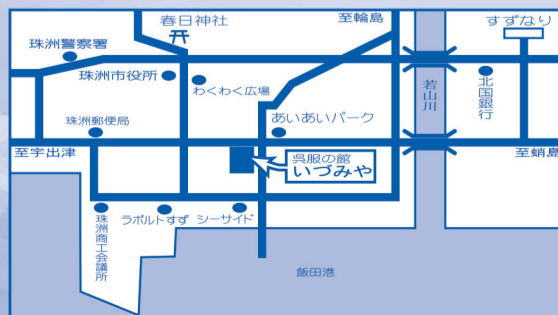 春日神社
至輪島
すずなり
珠洲警察署
珠洲市役所
わくわく広場
若山川
北国銀行
珠洲郵便局
あいあいパーク
至宇出津
呉服の館
いづみや
至蛸島
珠洲商工会議所
ラポルトすず
シーサイド
飯田港